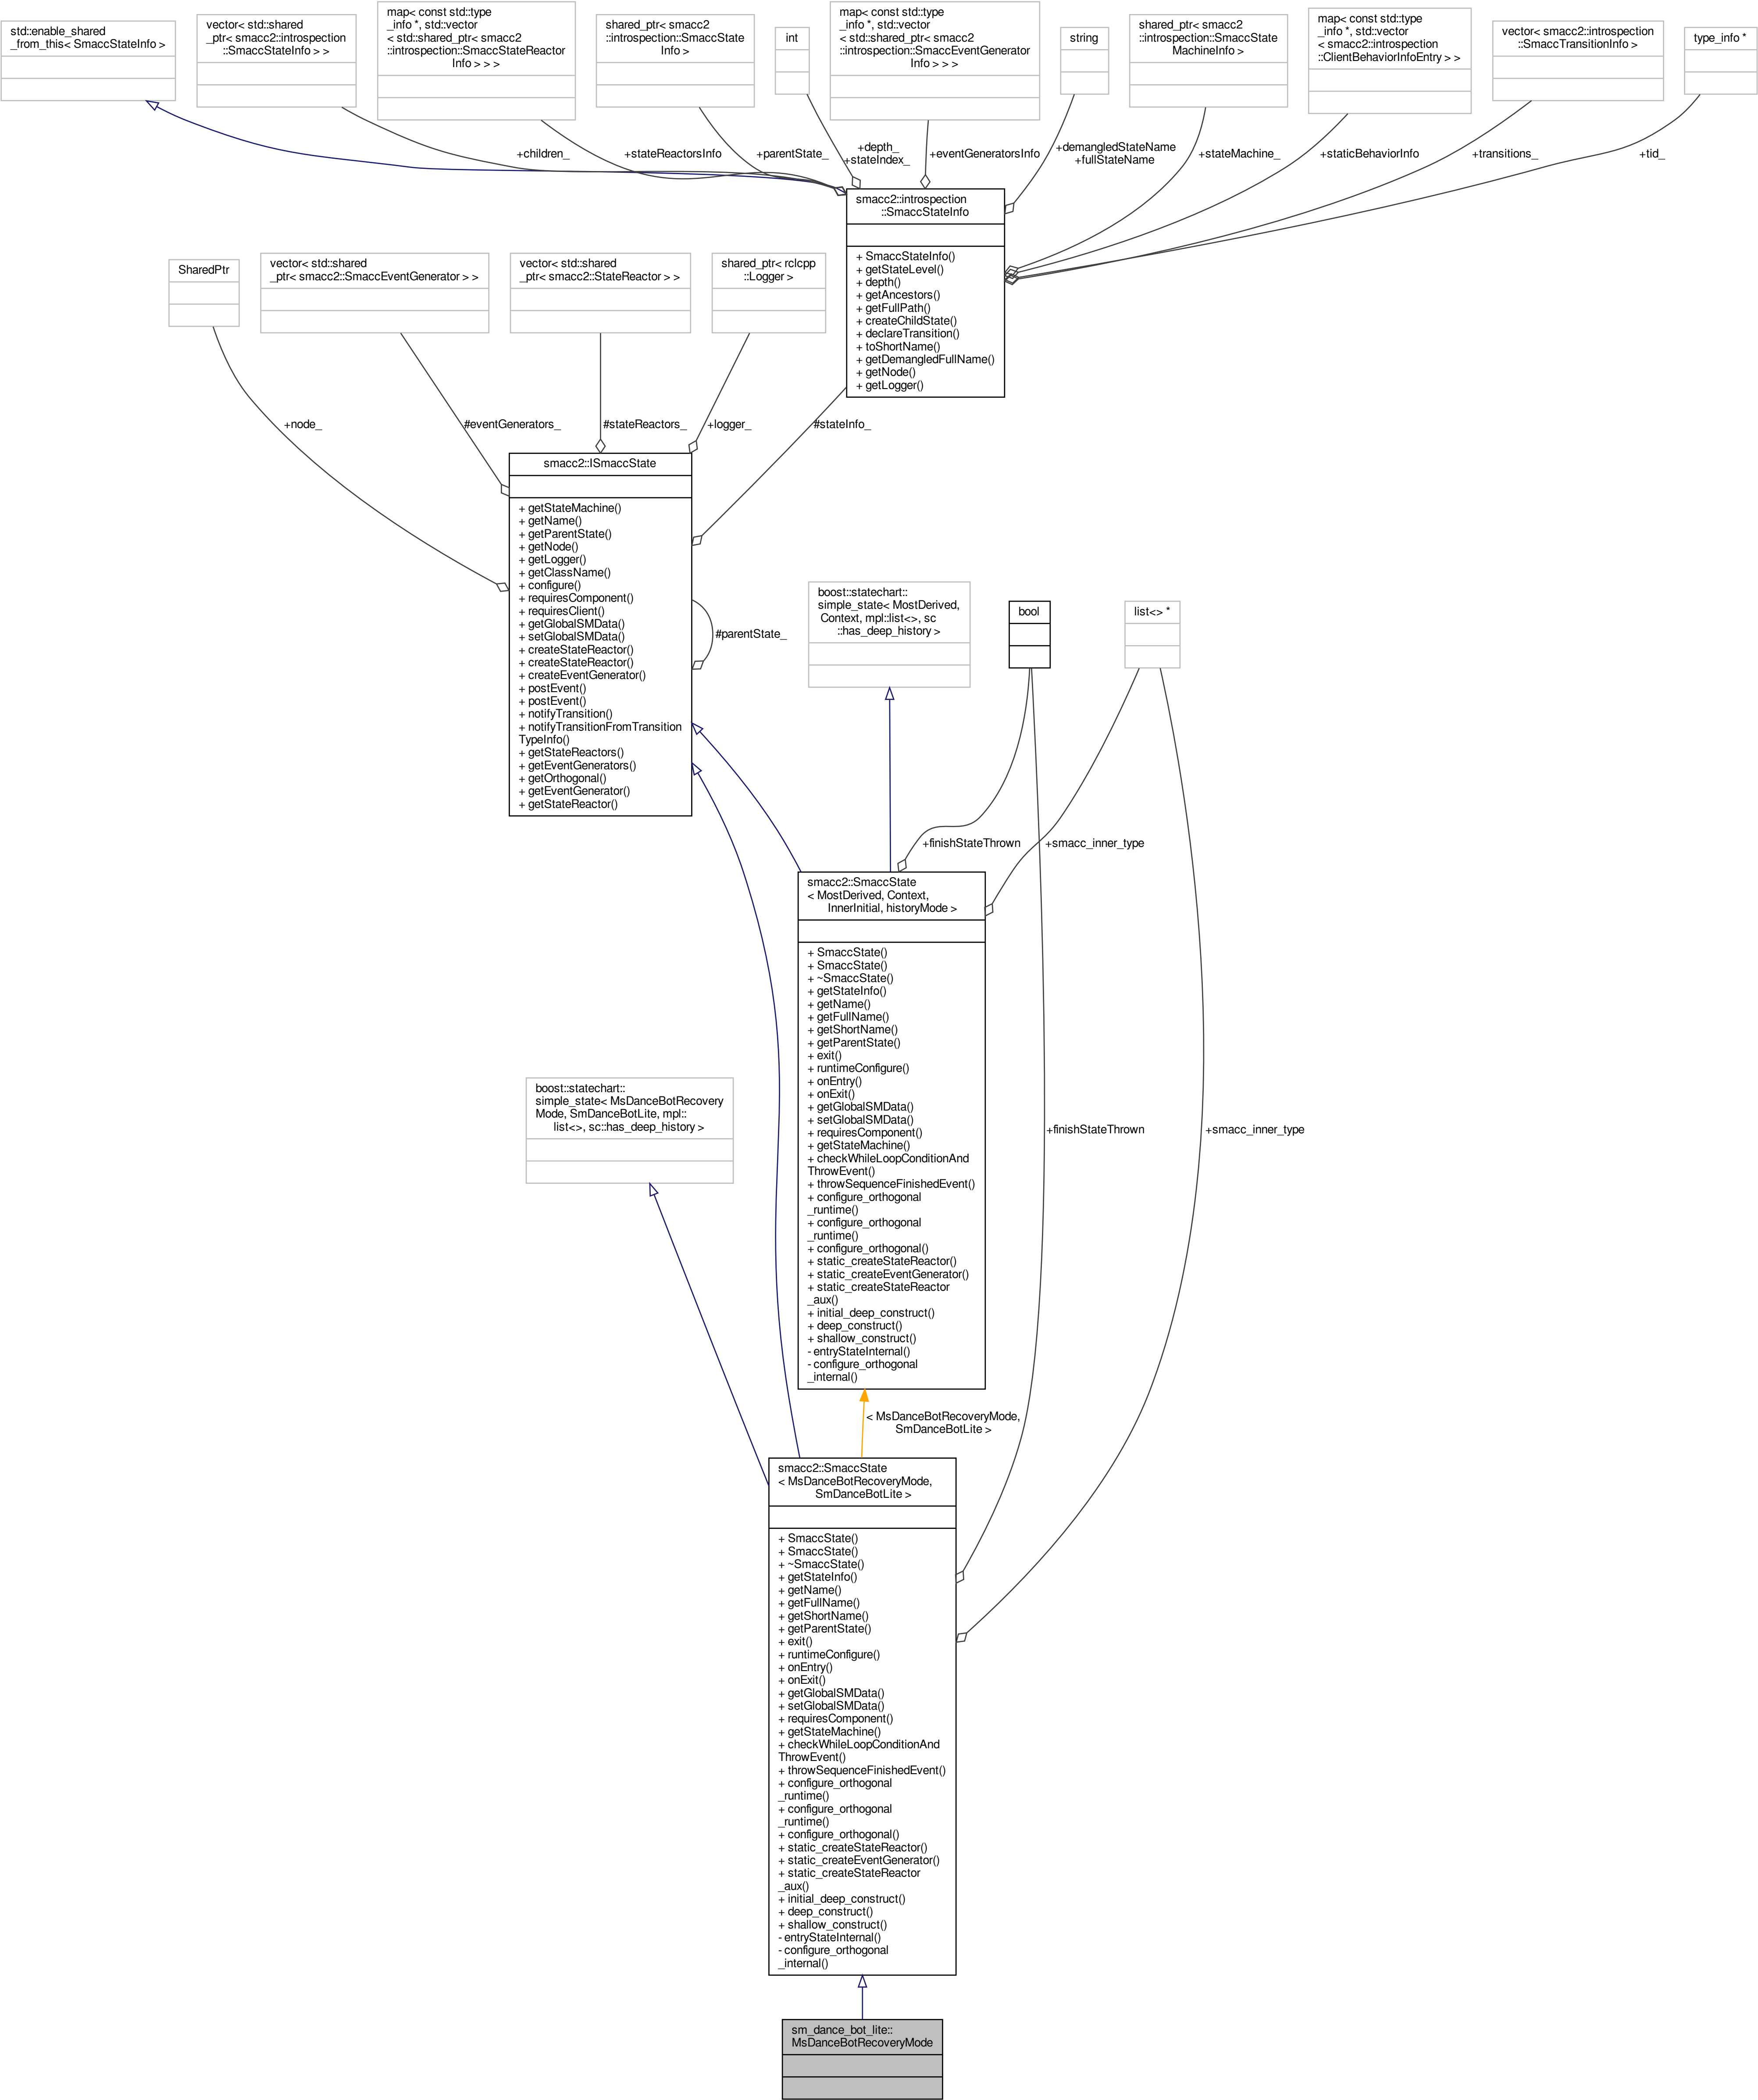 std::enable_shared
_from_this< SmaccStateInfo >
vector< std::shared
_ptr< smacc2::introspection
::SmaccStateInfo > >
map< const std::type
_info *, std::vector
< std::shared_ptr< smacc2
::introspection::SmaccStateReactor
Info > > >
shared_ptr< smacc2
::introspection::SmaccState
Info >
int
map< const std::type
_info *, std::vector
< std::shared_ptr< smacc2
::introspection::SmaccEventGenerator
Info > > >
string
shared_ptr< smacc2
::introspection::SmaccState
MachineInfo >
map< const std::type
_info *, std::vector
< smacc2::introspection
::ClientBehaviorInfoEntry > >
vector< smacc2::introspection
::SmaccTransitionInfo >
type_info *
+children_
+stateReactorsInfo
+parentState_
+depth_
+stateIndex_
+eventGeneratorsInfo
+demangledStateName
+fullStateName
+stateMachine_
+staticBehaviorInfo
+transitions_
+tid_
smacc2::introspection
::SmaccStateInfo
+ SmaccStateInfo()
+ getStateLevel()
+ depth()
+ getAncestors()
+ getFullPath()
+ createChildState()
+ declareTransition()
+ toShortName()
+ getDemangledFullName()
+ getNode()
+ getLogger()
SharedPtr
vector< std::shared
_ptr< smacc2::SmaccEventGenerator > >
vector< std::shared
_ptr< smacc2::StateReactor > >
shared_ptr< rclcpp
::Logger >
+node_
#eventGenerators_
#stateReactors_
+logger_
#stateInfo_
smacc2::ISmaccState
+ getStateMachine()
+ getName()
+ getParentState()
+ getNode()
+ getLogger()
+ getClassName()
+ configure()
+ requiresComponent()
+ requiresClient()
+ getGlobalSMData()
+ setGlobalSMData()
+ createStateReactor()
+ createStateReactor()
+ createEventGenerator()
+ postEvent()
+ postEvent()
+ notifyTransition()
+ notifyTransitionFromTransition
TypeInfo()
+ getStateReactors()
+ getEventGenerators()
+ getOrthogonal()
+ getEventGenerator()
+ getStateReactor()
#parentState_
boost::statechart::
simple_state< MostDerived,
Context, mpl::list<>, sc
::has_deep_history >
bool
list<> *
+finishStateThrown
+smacc_inner_type
smacc2::SmaccState
< MostDerived, Context,
InnerInitial, historyMode >
+ SmaccState()
+ SmaccState()
+ ~SmaccState()
+ getStateInfo()
+ getName()
+ getFullName()
+ getShortName()
+ getParentState()
+ exit()
+ runtimeConfigure()
+ onEntry()
+ onExit()
+ getGlobalSMData()
+ setGlobalSMData()
+ requiresComponent()
+ getStateMachine()
+ checkWhileLoopConditionAnd
ThrowEvent()
+ throwSequenceFinishedEvent()
+ configure_orthogonal
_runtime()
+ configure_orthogonal
_runtime()
+ configure_orthogonal()
+ static_createStateReactor()
+ static_createEventGenerator()
+ static_createStateReactor
_aux()
+ initial_deep_construct()
+ deep_construct()
+ shallow_construct()
- entryStateInternal()
- configure_orthogonal
_internal()
boost::statechart::
simple_state< MsDanceBotRecovery
Mode, SmDanceBotLite, mpl::
list<>, sc::has_deep_history >
+finishStateThrown
+smacc_inner_type
< MsDanceBotRecoveryMode,
SmDanceBotLite >
smacc2::SmaccState
< MsDanceBotRecoveryMode,
SmDanceBotLite >
+ SmaccState()
+ SmaccState()
+ ~SmaccState()
+ getStateInfo()
+ getName()
+ getFullName()
+ getShortName()
+ getParentState()
+ exit()
+ runtimeConfigure()
+ onEntry()
+ onExit()
+ getGlobalSMData()
+ setGlobalSMData()
+ requiresComponent()
+ getStateMachine()
+ checkWhileLoopConditionAnd
ThrowEvent()
+ throwSequenceFinishedEvent()
+ configure_orthogonal
_runtime()
+ configure_orthogonal
_runtime()
+ configure_orthogonal()
+ static_createStateReactor()
+ static_createEventGenerator()
+ static_createStateReactor
_aux()
+ initial_deep_construct()
+ deep_construct()
+ shallow_construct()
- entryStateInternal()
- configure_orthogonal
_internal()
sm_dance_bot_lite::
MsDanceBotRecoveryMode